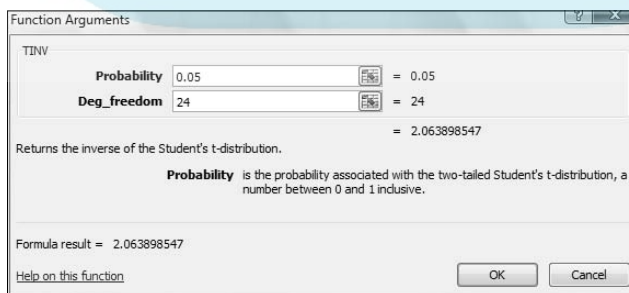 Function Arguments
TINV
Probability 0.05 = 0.05
Deg_freedom 24 = 24
= 2.063898547
Returns the inverse of the Student's t-distribution.
Probability is the probability associated with the two-tailed Student's t-distribution, a
number between 0 and 1 inclusive.
Formula result = 2.063898547
Help on this function OK Cancel